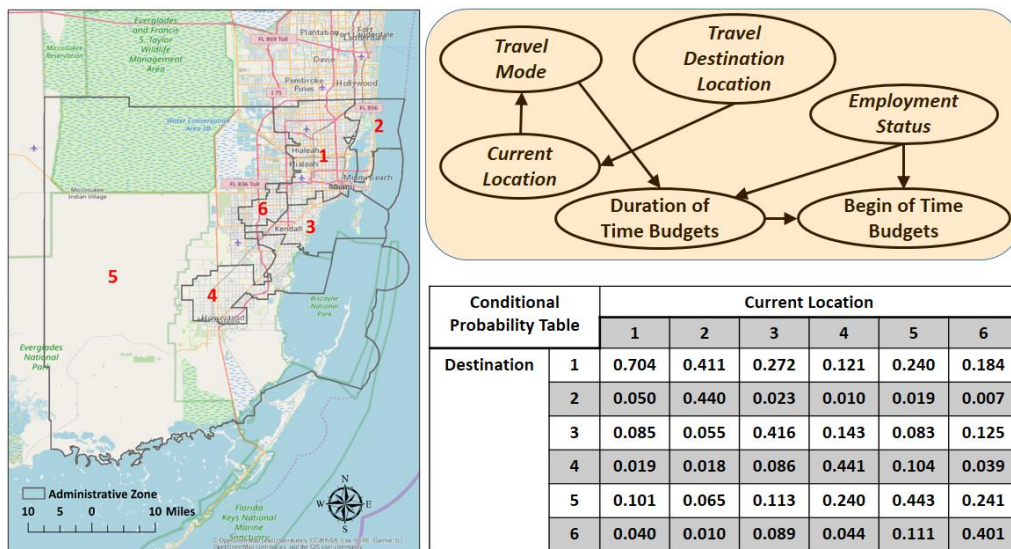 Everglades
and Francis
S. Taylor
Wildlife
Management
Area
Miccosukee
Reservation
Plantation
Fort
Lauderdale
FL 869 Toll
Davie
Pembroke
Pines
Hollywood
I 75
FL 856
Water Conservation
Area 3B
2
1
Hialeah
Hialeah
Miami Beach
Miami
Miccosukee
Indian Village
FL 836 Toll
6
Kendall
3
5
4
Homestead
Biscayne
National
Park
Everglades
National
Park
Administrative Zone
10 5 0 10 Miles
N
W E
S
Florida
Keys National
Marine
Sanctuary
Travel
Mode
Travel
Destination
Location
Employment
Status
Current
Location
Duration of
Time Budgets
Begin of Time
Budgets
Conditional
Probability Table
Current Location
1 2 3 4 5 6
Destination 1 0.704 0.411 0.272 0.121 0.240 0.184
2 0.050 0.440 0.023 0.010 0.019 0.007
3 0.085 0.055 0.416 0.143 0.083 0.125
4 0.019 0.018 0.086 0.441 0.104 0.039
5 0.101 0.065 0.113 0.240 0.443 0.241
6 0.040 0.010 0.089 0.044 0.111 0.401